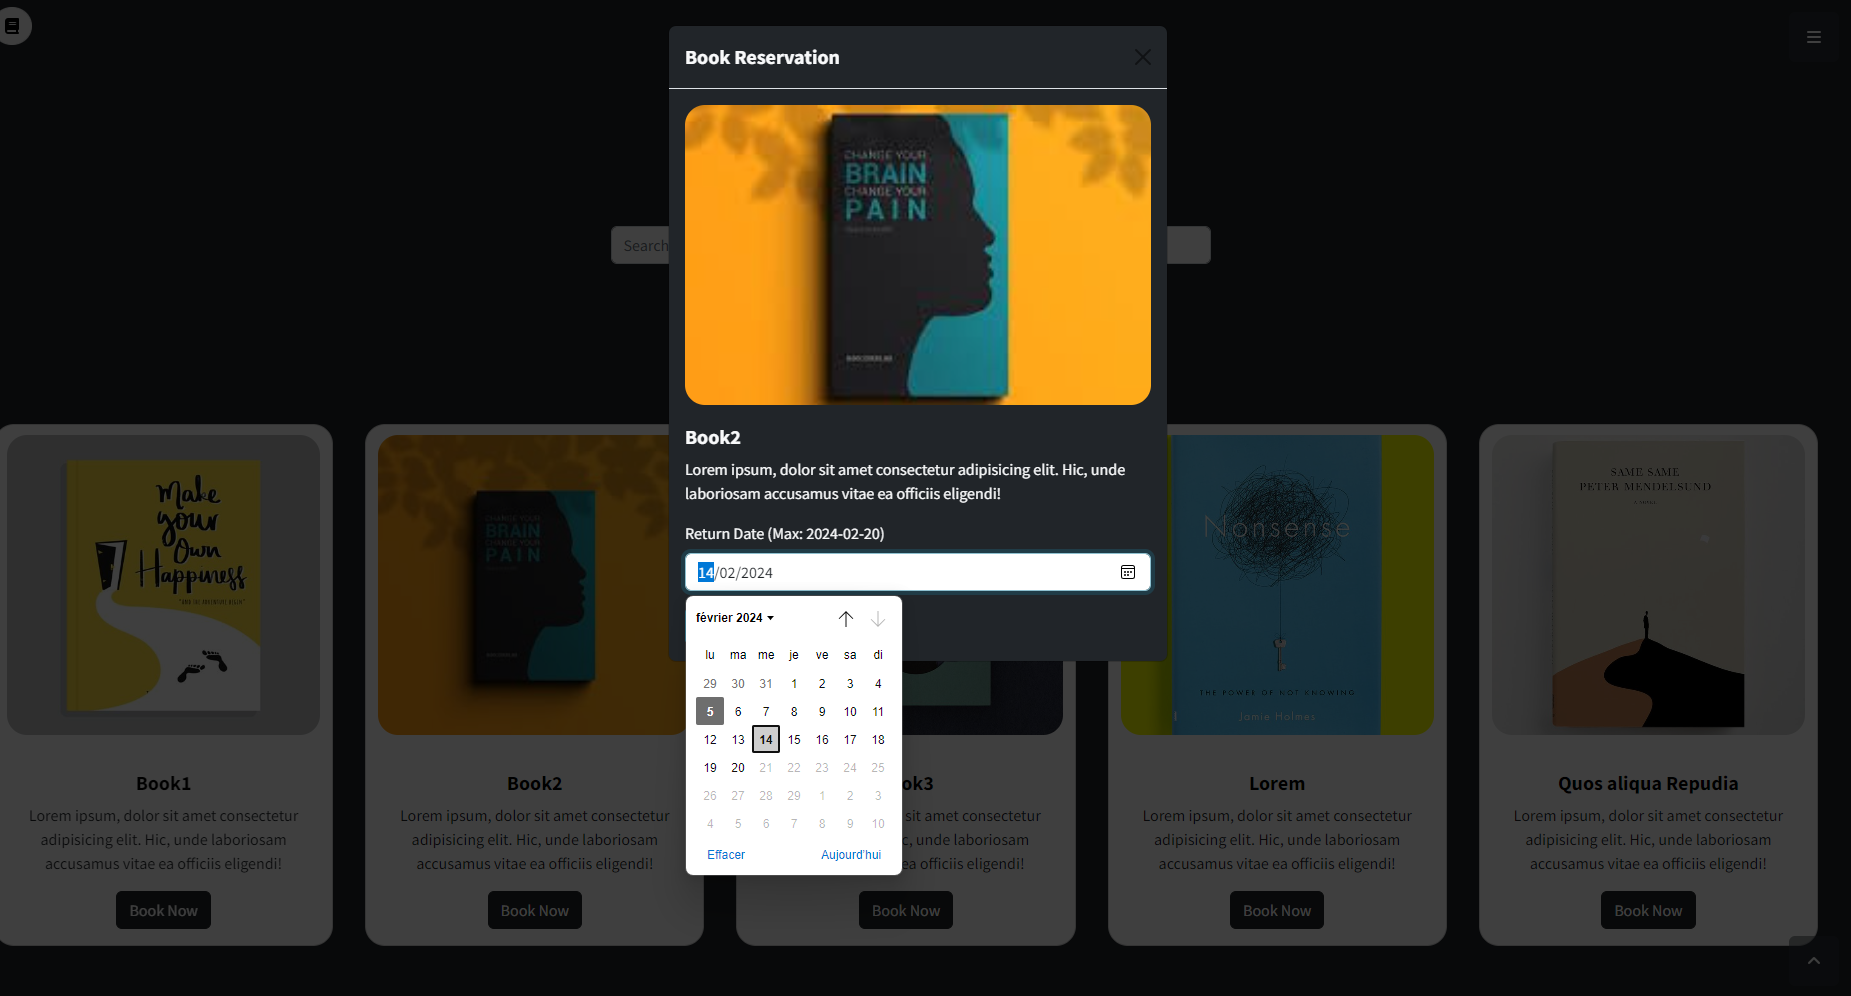 Book Reservation
CHANGE YOUR
BRAIN
CHANGE YOUR
PAIN
Search
Book2
Lorem ipsum, dolor sit amet consectetur adipisicing elit. Hic, unde
laboriosam accusamus vitae ea officiis eligendi!
Return Date (Max: 2024-02-20)
14/02/2024
février 2024
lu ma me je ve sa di
29 30 31 1 2 3 4
5 6 7 8 9 10 11
12 13 14 15 16 17 18
19 20 21 22 23 24 25
26 27 28 29 1 2 3
4 5 6 7 8 9 10
Effacer Aujourd'hui
Make
your
Own
Happiness
Book1
Lorem ipsum, dolor sit amet consectetur
adipisicing elit. Hic, unde laboriosam
accusamus vitae ea officiis eligendi!
Book Now
CHANGE YOUR
BRAIN
CHANGE YOUR
PAIN
Book2
Lorem ipsum, dolor sit amet consectetur
adipisicing elit. Hic, unde laboriosam
accusamus vitae ea officiis eligendi!
Book Now
ok3
sit amet consectetur
c, unde laboriosam
ea officiis eligendi!
Book Now
Nonsense
THE POWER OF NOT KNOWING
Jamie Holmes
Lorem
Lorem ipsum, dolor sit amet consectetur
adipisicing elit. Hic, unde laboriosam
accusamus vitae ea officiis eligendi!
Book Now
SAME SAME
PETER MENDELSUND
A NOVEL
Quos aliqua Repudia
Lorem ipsum, dolor sit amet consectetur
adipisicing elit. Hic, unde laboriosam
accusamus vitae ea officiis eligendi!
Book Now